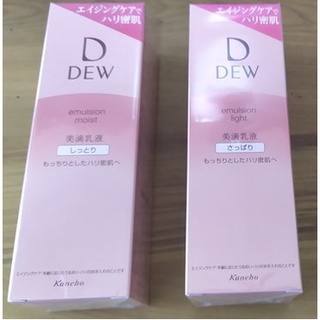 エイジングケアで
ハリ密肌
D
DEW
emulsion
moist
美滴乳液
しっとり
もっちりとしたハリ密肌へ
Kanebo
エイジングケアで
ハリ密肌
D
DEW
emulsion
light
美滴乳液
さっぱり
もっちりとしたハリ密肌へ
Kanebo